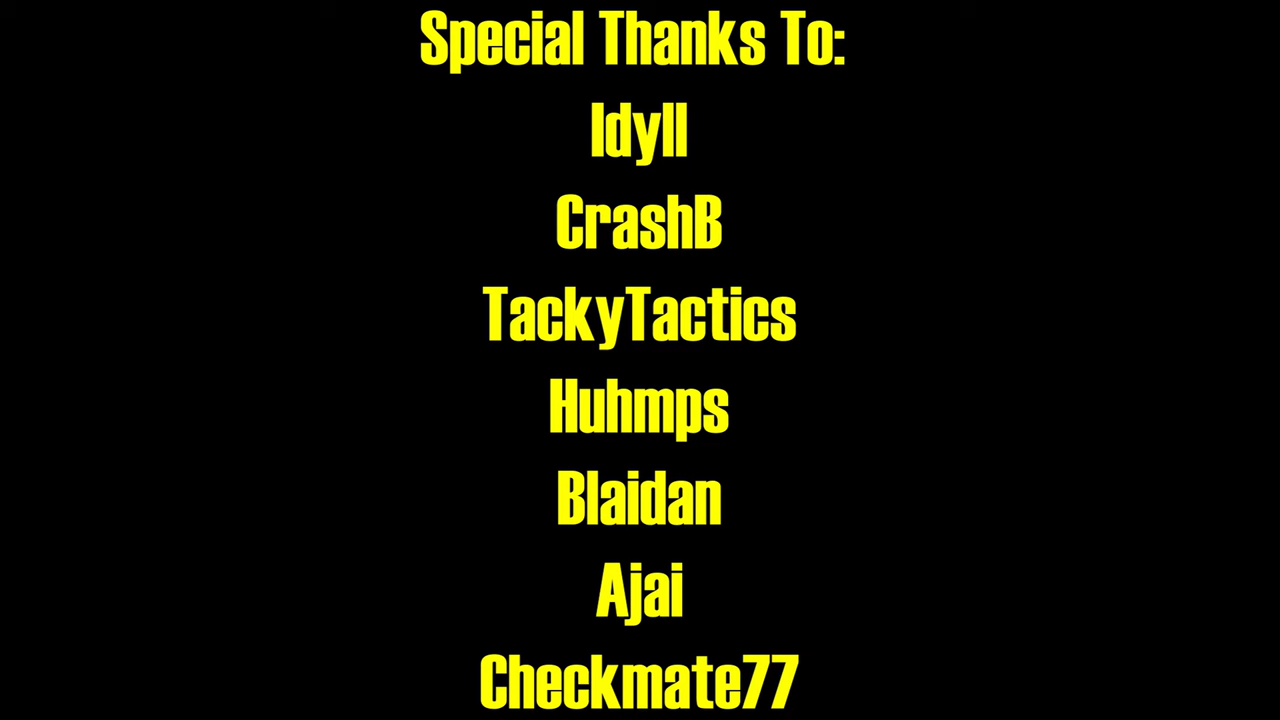 Special Thanks To:
Idyll
CrashB
TackyTactics
Huhmps
Blaidan
Ajai
Checkmate77